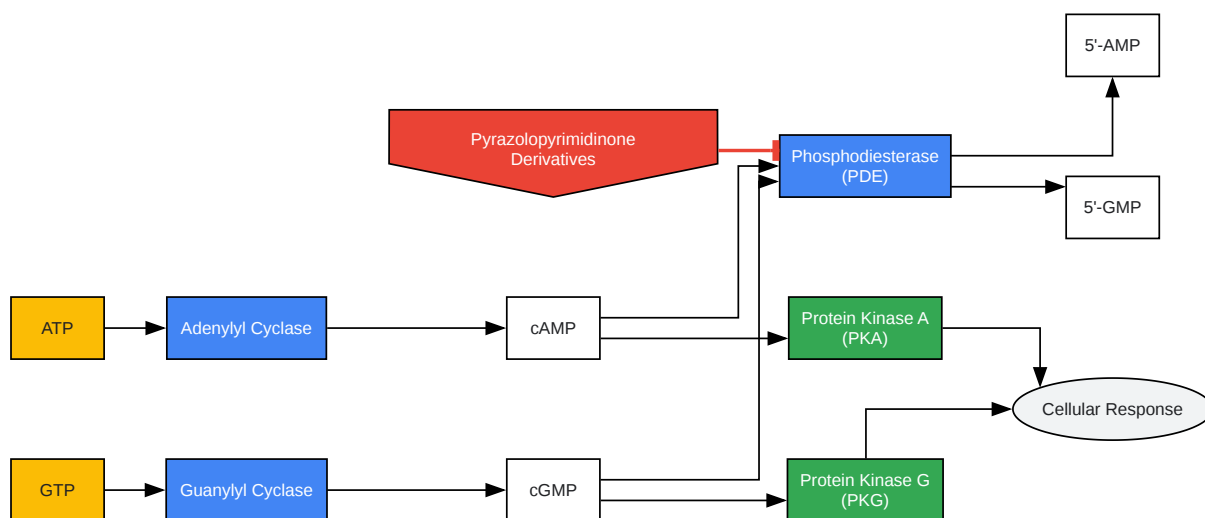 5'-AMP
Pyrazolopyrimidinone
Derivatives
Phosphodiesterase
(PDE)
5'-GMP
ATP
Adenylyl Cyclase
cAMP
Protein Kinase A
(PKA)
Cellular Response
GTP
Guanylyl Cyclase
cGMP
Protein Kinase G
(PKG)